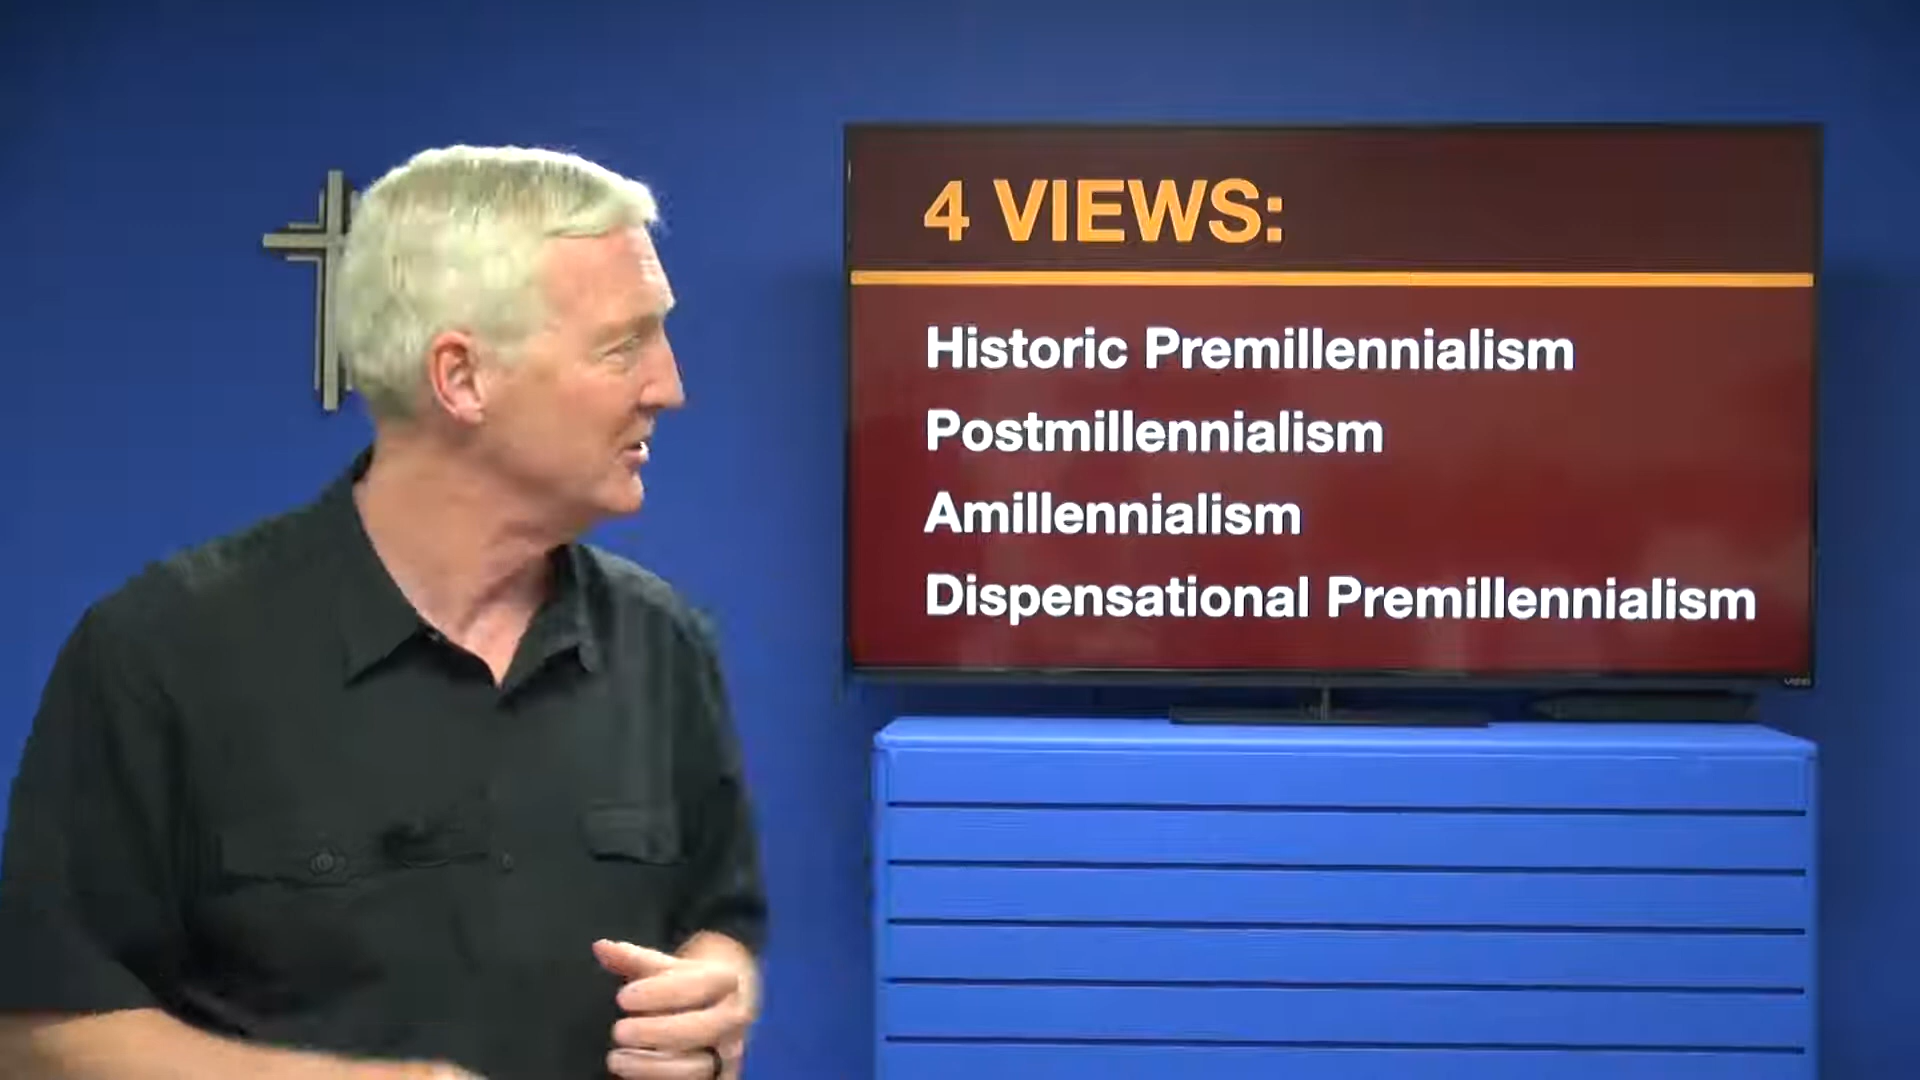 4 VIEWS:
Historic Premillennialism
Postmillennialism
Amillennialism
Dispensational Premillennialism